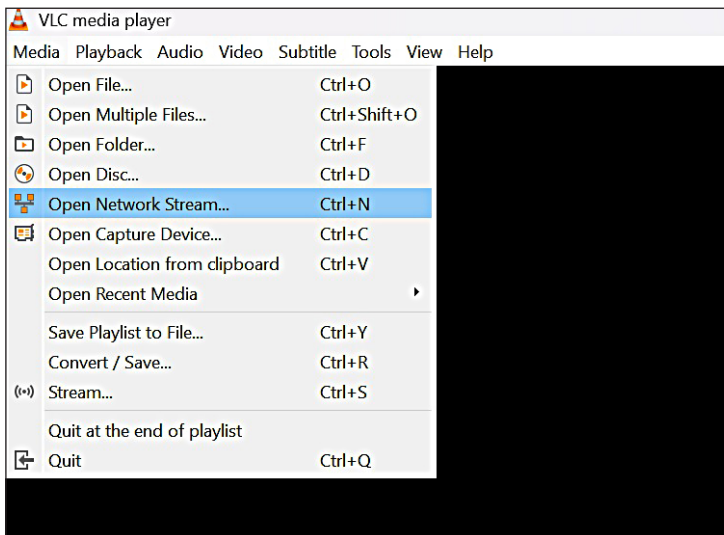 VLC media player
Media Playback Audio Video Subtitle Tools View Help
Open File... Ctrl+O
Open Multiple Files... Ctrl+Shift+O
Open Folder... Ctrl+F
Open Disc... Ctrl+D
Open Network Stream... Ctrl+N
Open Capture Device... Ctrl+C
Open Location from clipboard Ctrl+V
Open Recent Media
Save Playlist to File... Ctrl+Y
Convert / Save... Ctrl+R
Stream... Ctrl+S
Quit at the end of playlist
Quit Ctrl+Q